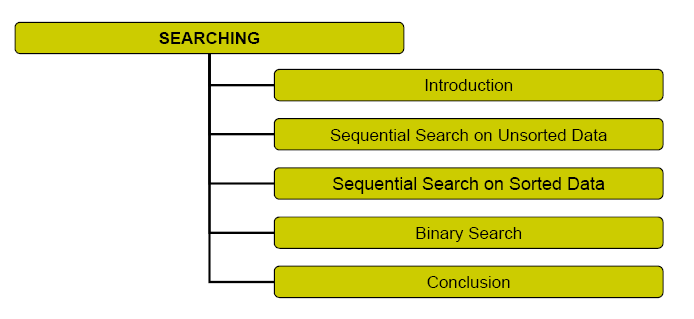 SEARCHING
Introduction
Sequential Search on Unsorted Data
Sequential Search on Sorted Data
Binary Search
Conclusion